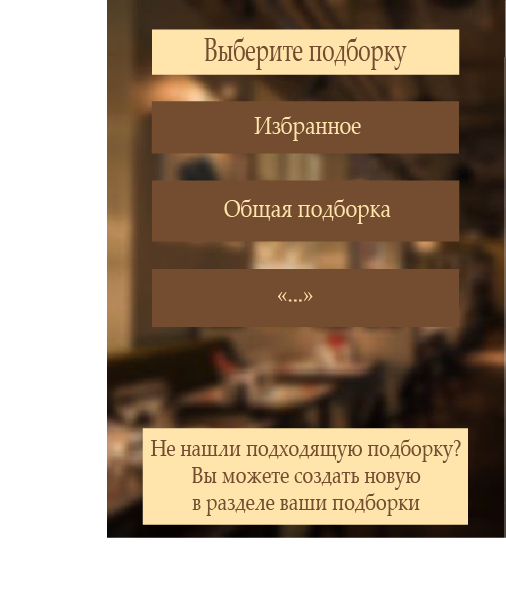 Выберите подборку
Избранное
Общая подборка
«...»
Не нашли подходящую подборку?
Вы можете создать новую
в разделе ваши подборки